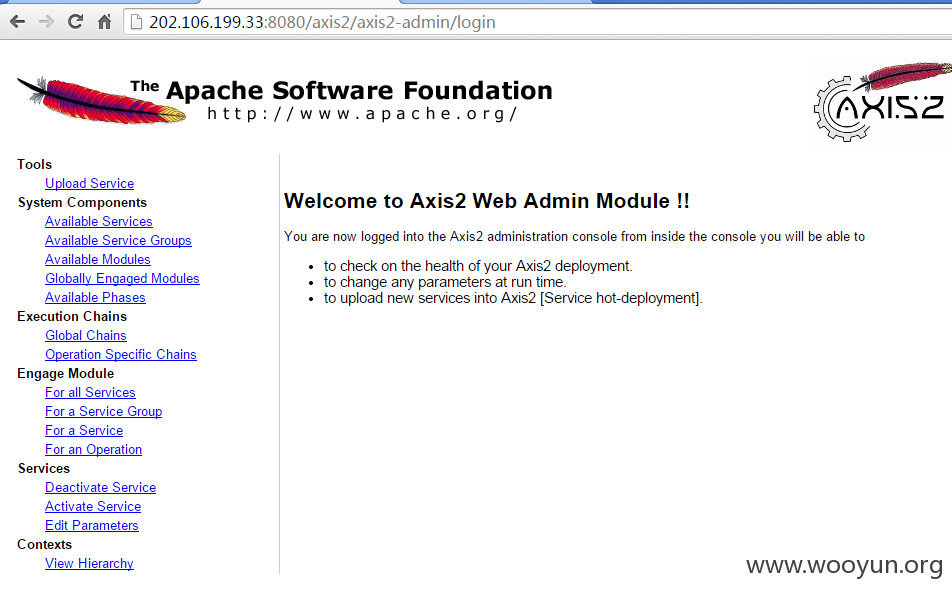 202.106.199.33:8080/axis2/axis2-admin/login
The Apache Software Foundation
http://www.apache.org/
AXIS2
Tools
Upload Service
System Components
Available Services
Available Service Groups
Available Modules
Globally Engaged Modules
Available Phases
Execution Chains
Global Chains
Operation Specific Chains
Engage Module
For all Services
For a Service Group
For a Service
For an Operation
Services
Deactivate Service
Activate Service
Edit Parameters
Contexts
View Hierarchy
Welcome to Axis2 Web Admin Module !!
You are now logged into the Axis2 administration console from inside the console you will be able to
• to check on the health of your Axis2 deployment.
• to change any parameters at run time.
• to upload new services into Axis2 [Service hot-deployment].
www.wooyun.org